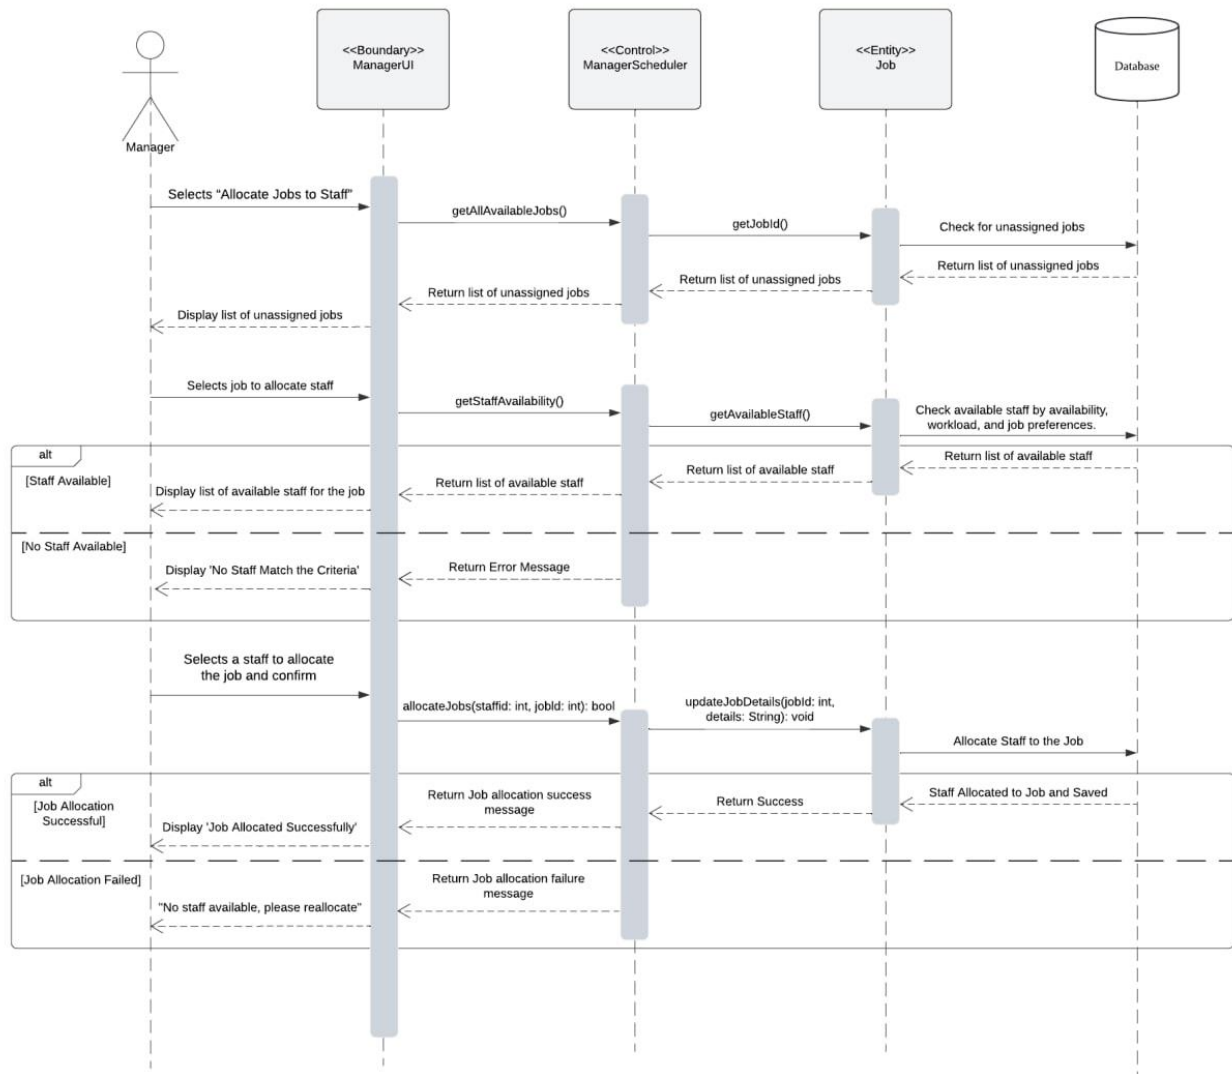 <<Boundary>>
ManagerUI
<<Control>>
ManagerScheduler
<<Entity>>
Job
Database
Manager
Selects “Allocate Jobs to Staff”
getAllAvailableJobs()
getJobId()
Check for unassigned jobs
Return list of unassigned jobs
Return list of unassigned jobs
Return list of unassigned jobs
Display list of unassigned jobs
Selects job to allocate staff
getStaffAvailability()
getAvailableStaff()
Check available staff by availability,
workload, and job preferences.
alt
[Staff Available]
Return list of available staff
Return list of available staff
Return list of available staff
Display list of available staff for the job
[No Staff Available]
Return Error Message
Display 'No Staff Match the Criteria'
Selects a staff to allocate
the job and confirm
allocateJobs(staffid: int, jobId: int): bool
updateJobDetails(jobId: int,
details: String): void
Allocate Staff to the Job
alt
[Job Allocation
Successful]
Staff Allocated to Job and Saved
Return Success
Return Job allocation success
message
Display 'Job Allocated Successfully'
[Job Allocation Failed]
Return Job allocation failure
message
"No staff available, please reallocate"